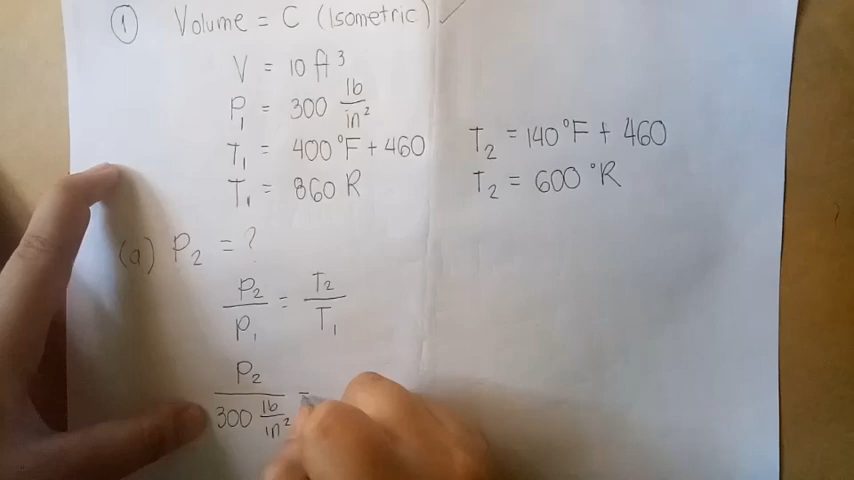 ① Volume = C (Isometric) ✓
V = 10 ft³
P₁ = 300 lb/in²
T₁ = 400°F + 460
T₁ = 860 R
T₂ = 140°F + 460
T₂ = 600 °R
(a) P₂ = ?
P₂/P₁ = T₂/T₁
P₂/300 lb/in² =